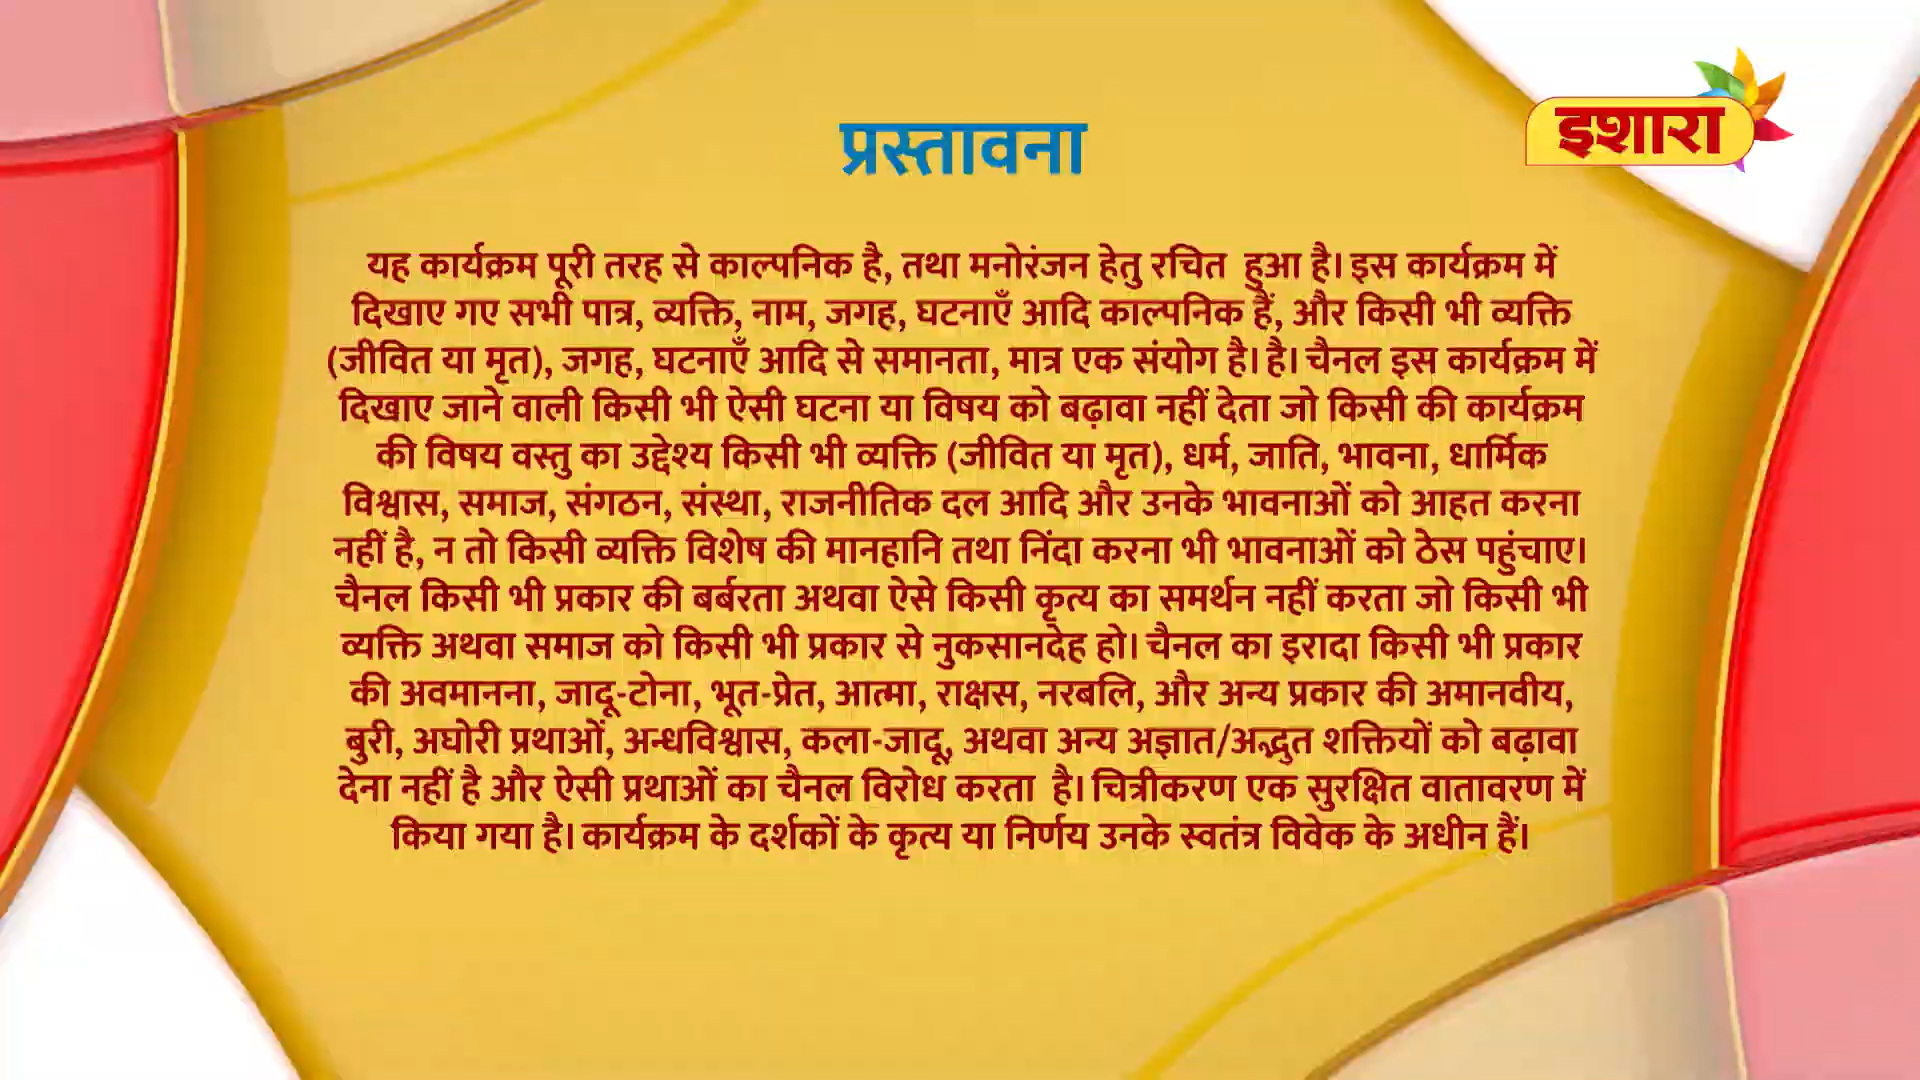 इशारा
प्रस्तावना
यह कार्यक्रम पूरी तरह से काल्पनिक है, तथा मनोरंजन हेतु रचित हुआ है। इस कार्यक्रम में
दिखाए गए सभी पात्र, व्यक्ति, नाम, जगह, घटनाएँ आदि काल्पनिक हैं, और किसी भी व्यक्ति
(जीवित या मृत), जगह, घटनाएँ आदि से समानता, मात्र एक संयोग है। है। चैनल इस कार्यक्रम में
दिखाए जाने वाली किसी भी ऐसी घटना या विषय को बढ़ावा नहीं देता जो किसी की कार्यक्रम
की विषय वस्तु का उद्देश्य किसी भी व्यक्ति (जीवित या मृत), धर्म, जाति, भावना, धार्मिक
विश्वास, समाज, संगठन, संस्था, राजनीतिक दल आदि और उनके भावनाओं को आहत करना
नहीं है, न तो किसी व्यक्ति विशेष की मानहानि तथा निंदा करना भी भावनाओं को ठेस पहुंचाए।
चैनल किसी भी प्रकार की बर्बरता अथवा ऐसे किसी कृत्य का समर्थन नहीं करता जो किसी भी
व्यक्ति अथवा समाज को किसी भी प्रकार से नुकसानदेह हो। चैनल का इरादा किसी भी प्रकार
की अवमानना, जादू-टोना, भूत-प्रेत, आत्मा, राक्षस, नरबलि, और अन्य प्रकार की अमानवीय,
बुरी, अघोरी प्रथाओं, अन्धविश्वास, कला-जादू, अथवा अन्य अज्ञात/अद्भुत शक्तियों को बढ़ावा
देना नहीं है और ऐसी प्रथाओं का चैनल विरोध करता है। चित्रीकरण एक सुरक्षित वातावरण में
किया गया है। कार्यक्रम के दर्शकों के कृत्य या निर्णय उनके स्वतंत्र विवेक के अधीन हैं।